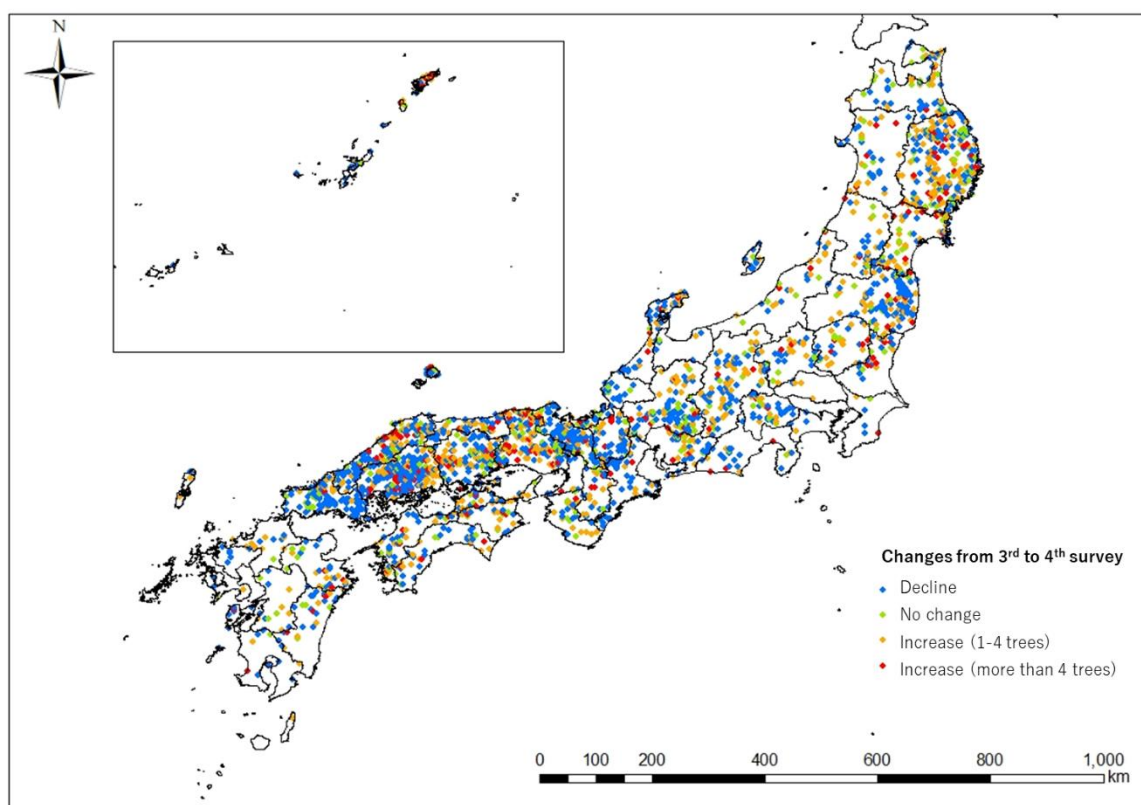 N
Changes from 3rd to 4th survey
Decline
No change
Increase (1-4 trees)
Increase (more than 4 trees)
0 100 200 400 600 800 1,000
km